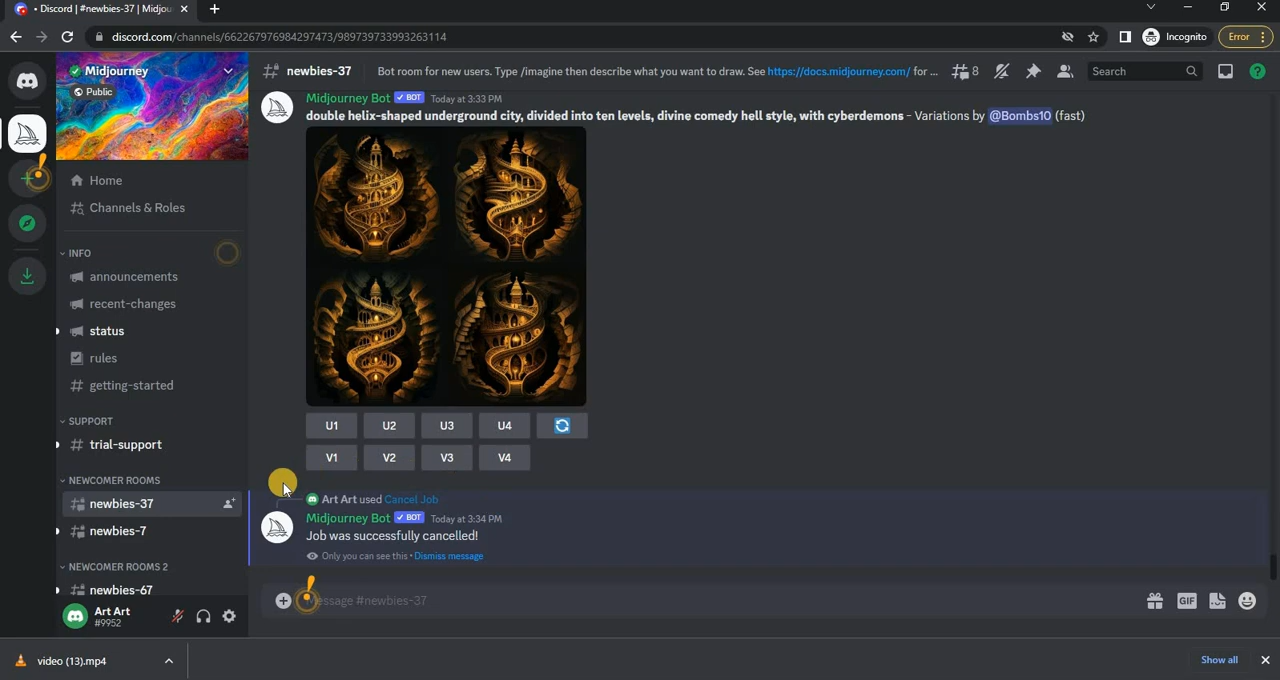 • Discord | #newbies-37 | Midjou
discord.com/channels/662267976984297473/989739733993263114
Incognito
Error
Midjourney
Public
newbies-37
Bot room for new users. Type /imagine then describe what you want to draw. See https://docs.midjourney.com/ for ...
8
Search
Home
Channels & Roles
INFO
announcements
recent-changes
status
rules
getting-started
SUPPORT
trial-support
NEWCOMER ROOMS
newbies-37
newbies-7
NEWCOMER ROOMS 2
newbies-67
Art Art
#9952
Midjourney Bot ✓ BOT Today at 3:33 PM
double helix-shaped underground city, divided into ten levels, divine comedy hell style, with cyberdemons - Variations by @Bombs10 (fast)
U1 U2 U3 U4
V1 V2 V3 V4
Art Art used Cancel Job
Midjourney Bot ✓ BOT Today at 3:34 PM
Job was successfully cancelled!
Only you can see this • Dismiss message
Message #newbies-37
GIF
video (13).mp4
Show all